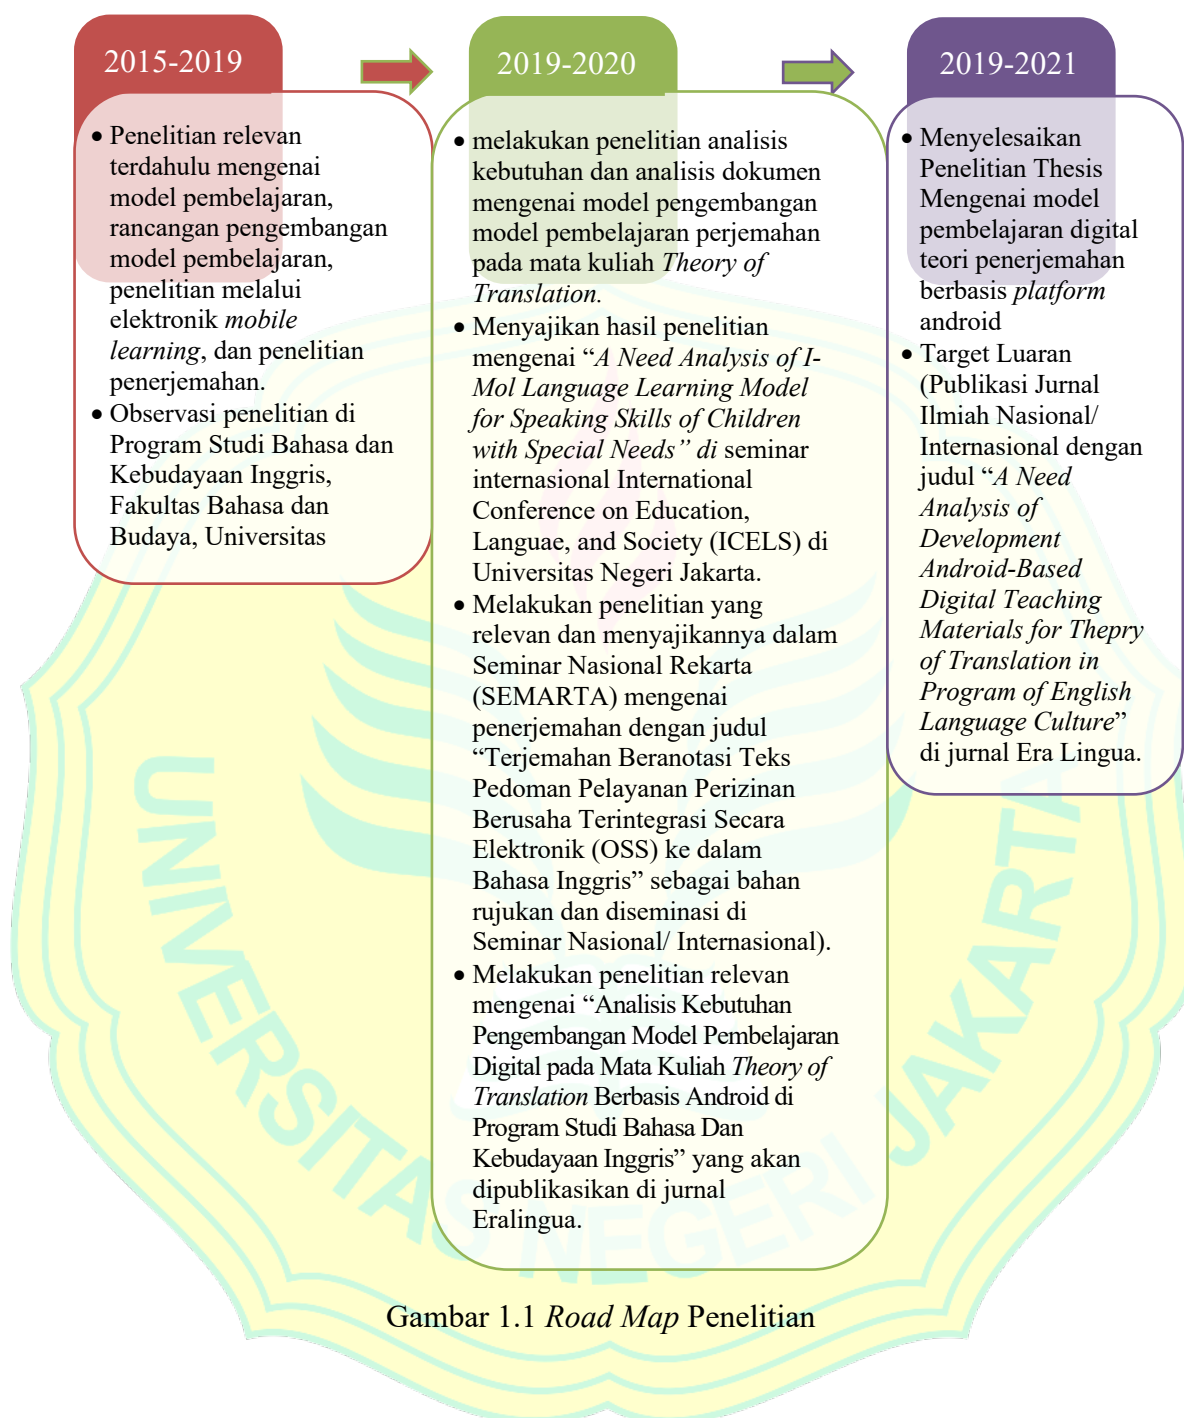 2015-2019
• Penelitian relevan
terdahulu mengenai
model pembelajaran,
rancangan pengembangan
model pembelajaran,
penelitian melalui
elektronik mobile
learning, dan penelitian
penerjemahan.
• Observasi penelitian di
Program Studi Bahasa dan
Kebudayaan Inggris,
Fakultas Bahasa dan
Budaya, Universitas
2019-2020
• melakukan penelitian analisis
kebutuhan dan analisis dokumen
mengenai model pengembangan
model pembelajaran perjemahan
pada mata kuliah Theory of
Translation.
• Menyajikan hasil penelitian
mengenai “A Need Analysis of I-
Mol Language Learning Model
for Speaking Skills of Children
with Special Needs” di seminar
internasional International
Conference on Education,
Languae, and Society (ICELS) di
Universitas Negeri Jakarta.
• Melakukan penelitian yang
relevan dan menyajikannya dalam
Seminar Nasional Rekarta
(SEMARTA) mengenai
penerjemahan dengan judul
“Terjemahan Beranotasi Teks
Pedoman Pelayanan Perizinan
Berusaha Terintegrasi Secara
Elektronik (OSS) ke dalam
Bahasa Inggris” sebagai bahan
rujukan dan diseminasi di
Seminar Nasional/ Internasional).
• Melakukan penelitian relevan
mengenai “Analisis Kebutuhan
Pengembangan Model Pembelajaran
Digital pada Mata Kuliah Theory of
Translation Berbasis Android di
Program Studi Bahasa Dan
Kebudayaan Inggris” yang akan
dipublikasikan di jurnal
Eralingua.
2019-2021
• Menyelesaikan
Penelitian Thesis
Mengenai model
pembelajaran digital
teori penerjemahan
berbasis platform
android
• Target Luaran
(Publikasi Jurnal
Ilmiah Nasional/
Internasional dengan
judul “A Need
Analysis of
Development
Android-Based
Digital Teaching
Materials for Thepry
of Translation in
Program of English
Language Culture”
di jurnal Era Lingua.
Gambar 1.1 Road Map Penelitian
UNIVERSITAS NEGERI JAKARTA